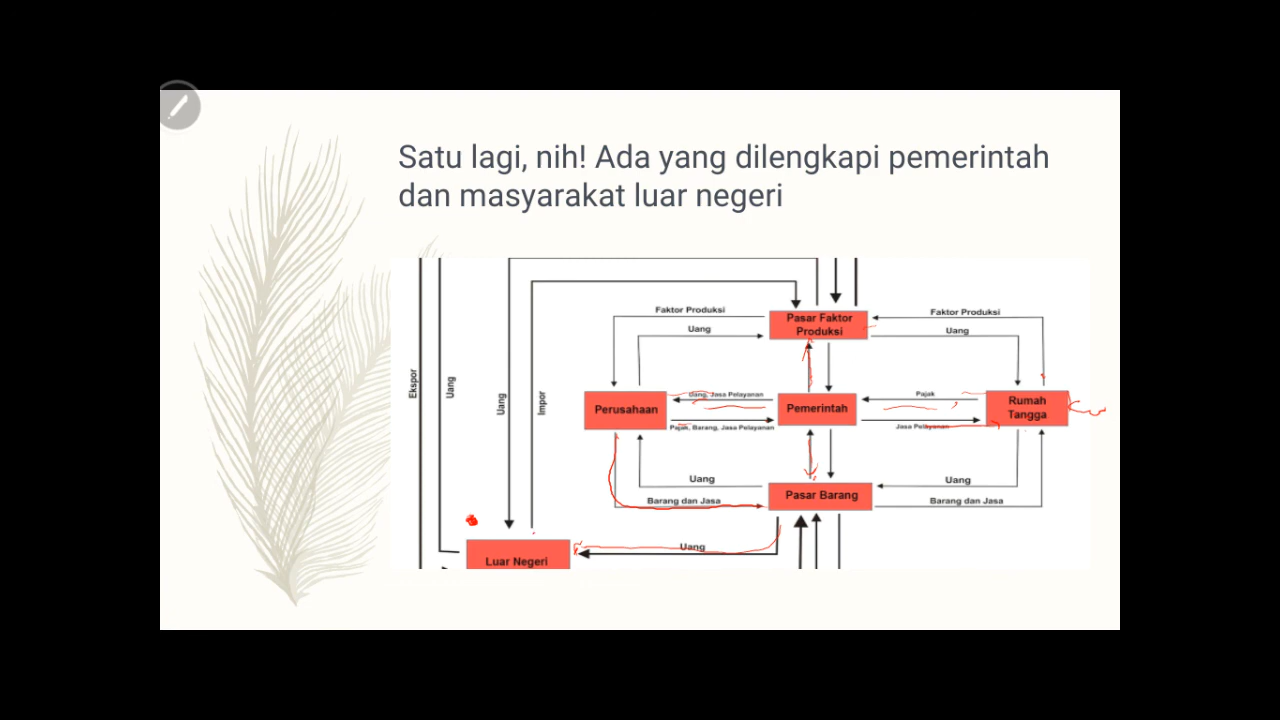 Satu lagi, nih! Ada yang dilengkapi pemerintah
dan masyarakat luar negeri
Faktor Produksi
Uang
Pasar Faktor
Produksi
Faktor Produksi
Uang
Ekspor
Uang
Uang
Impor
Perusahaan
Uang, Jasa Pelayanan
Pajak, Barang, Jasa Pelayanan
Pemerintah
Pajak
Jasa Pelayanan
Rumah
Tangga
Uang
Barang dan Jasa
Pasar Barang
Uang
Barang dan Jasa
Uang
Luar Negeri